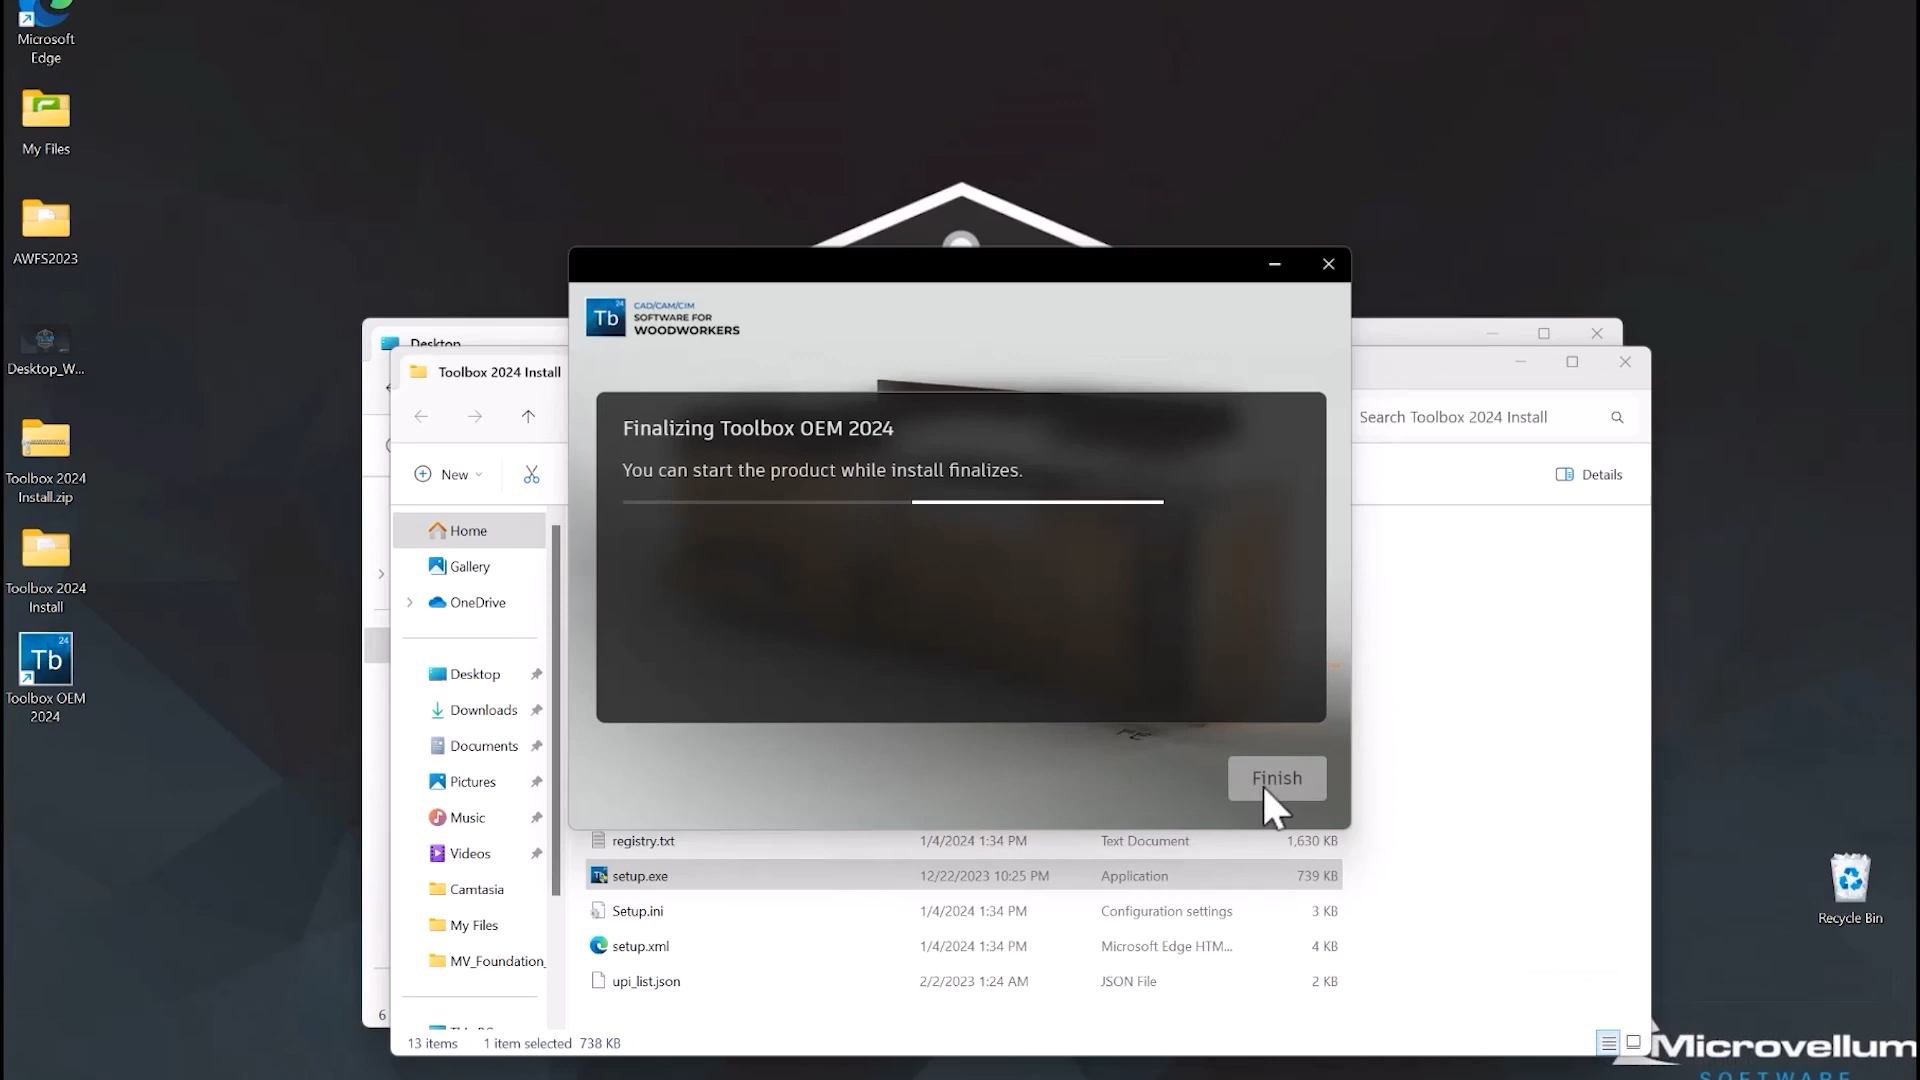 Microsoft
Edge
My Files
AWFS2023
Desktop_W...
Toolbox 2024
Install.zip
Toolbox 2024
Install
24
Tb
Toolbox OEM
2024
Desktop
Toolbox 2024 Install
Search Toolbox 2024 Install
New
Details
Home
Gallery
OneDrive
Desktop
Downloads
Documents
Pictures
Music
Videos
Camtasia
My Files
MV_Foundation_
24
Tb
CAD/CAM/CIM
SOFTWARE FOR
WOODWORKERS
Finalizing Toolbox OEM 2024
You can start the product while install finalizes.
Finish
registry.txt 1/4/2024 1:34 PM Text Document 1,630 KB
setup.exe 12/22/2023 10:25 PM Application 739 KB
Setup.ini 1/4/2024 1:34 PM Configuration settings 3 KB
setup.xml 1/4/2024 1:34 PM Microsoft Edge HTM... 4 KB
upi_list.json 2/2/2023 1:24 AM JSON File 2 KB
6
13 items 1 item selected 738 KB
Recycle Bin
Microvellum
SOFTWARE